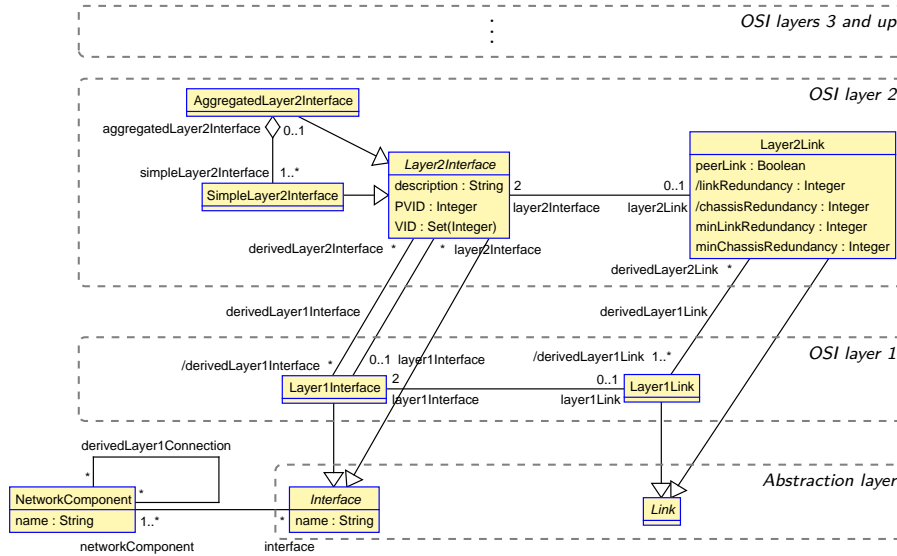 OSI layers 3 and up
OSI layer 2
AggregatedLayer2Interface
aggregatedLayer2Interface
0..1
simpleLayer2Interface
1..*
SimpleLayer2Interface
Layer2Interface
description : String
PVID : Integer
VID : Set(Integer)
2
layer2Interface
0..1
layer2Link
Layer2Link
peerLink : Boolean
/linkRedundancy : Integer
/chassisRedundancy : Integer
minLinkRedundancy : Integer
minChassisRedundancy : Integer
derivedLayer2Interface *
* layer2Interface
derivedLayer2Link *
derivedLayer1Interface
derivedLayer1Link
OSI layer 1
/derivedLayer1Interface *
0..1 layer1Interface
/derivedLayer1Link 1..*
Layer1Interface
2
layer1Interface
0..1
layer1Link
Layer1Link
derivedLayer1Connection
*
*
Abstraction layer
NetworkComponent
name : String
1..*
networkComponent
*
interface
Interface
name : String
Link